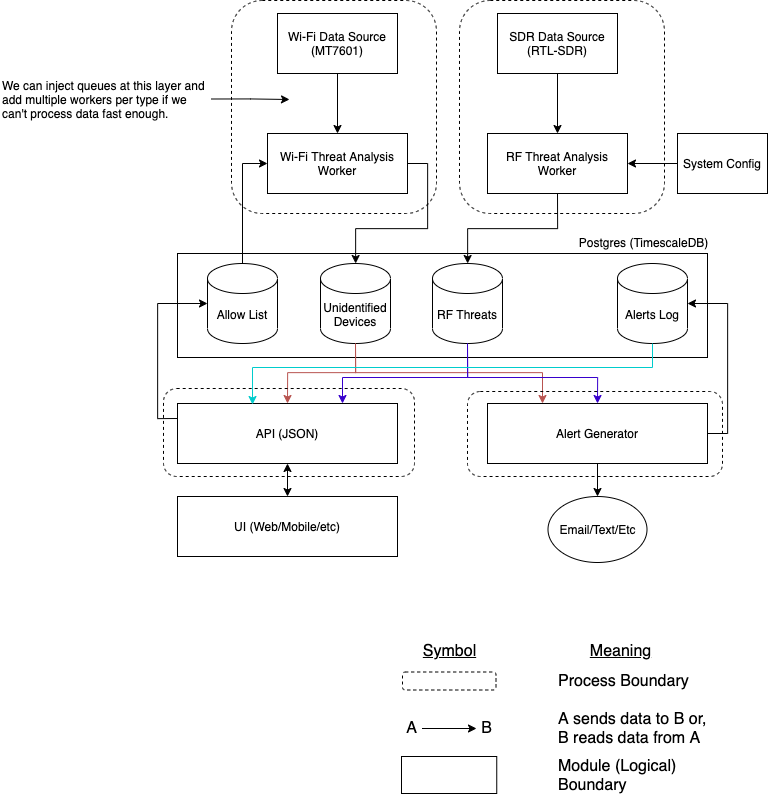 Wi-Fi Data Source
(MT7601)
SDR Data Source
(RTL-SDR)
We can inject queues at this layer and
add multiple workers per type if we
can't process data fast enough.
Wi-Fi Threat Analysis
Worker
RF Threat Analysis
Worker
System Config
Postgres (TimescaleDB)
Allow List
Unidentified
Devices
RF Threats
Alerts Log
API (JSON)
Alert Generator
UI (Web/Mobile/etc)
Email/Text/Etc
Symbol
Meaning
Process Boundary
A
B
A sends data to B or,
B reads data from A
Module (Logical)
Boundary